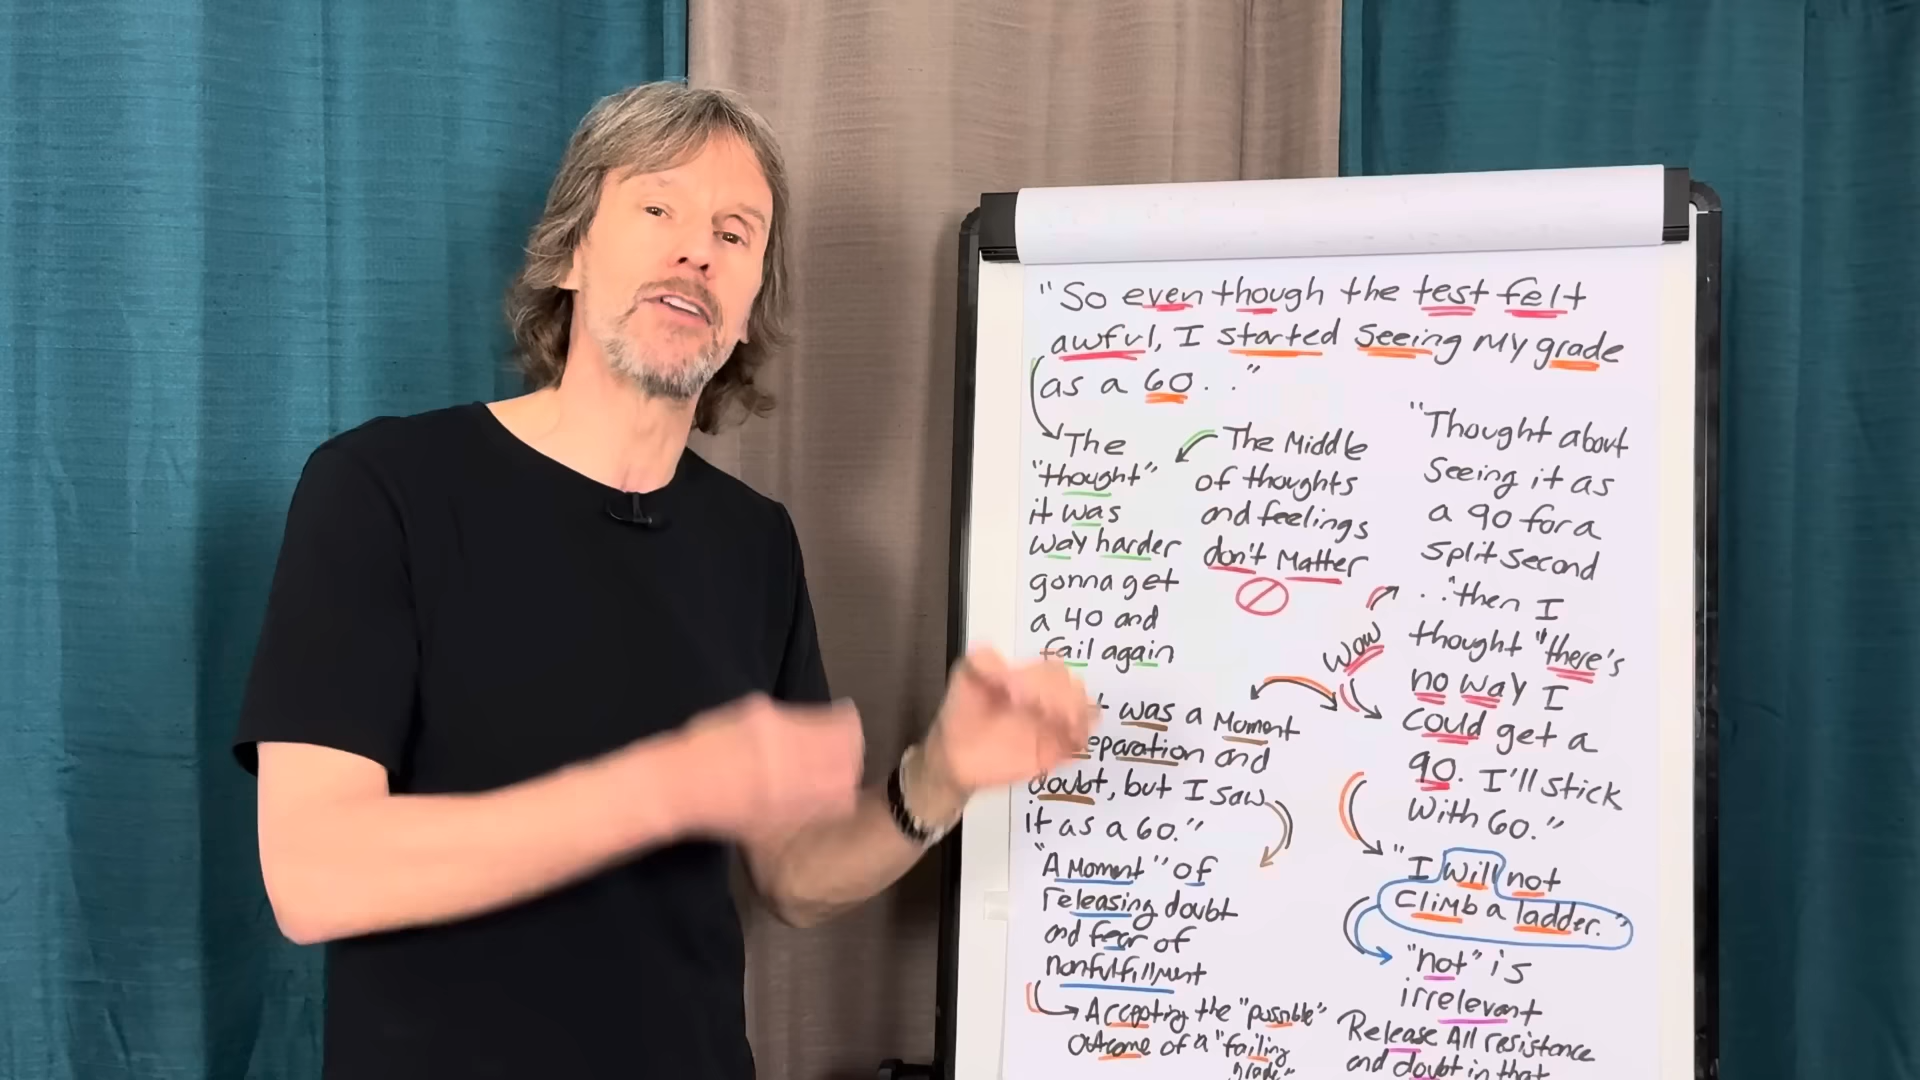 "So even though the test felt
awful, I started seeing my grade
as a 60. . "
The
"thought"
it was
way harder
gonna get
a 40 and
fail again
The Middle
of thoughts
and feelings
don't Matter
was a Moment
eparation and
doubt, but I saw
it as a 60."
"A Moment" of
releasing doubt
and fear of
nonfulfillment
Accepting the "possible"
outcome of a "failing
grade"
"Thought about
seeing it as
a 90 for a
split second
. ." then I
thought "there's
no way I
could get a
90. I'll stick
with 60."
Wow
"I will not
climb a ladder."
"not" is
irrelevant
Release All resistance
and doubt in that